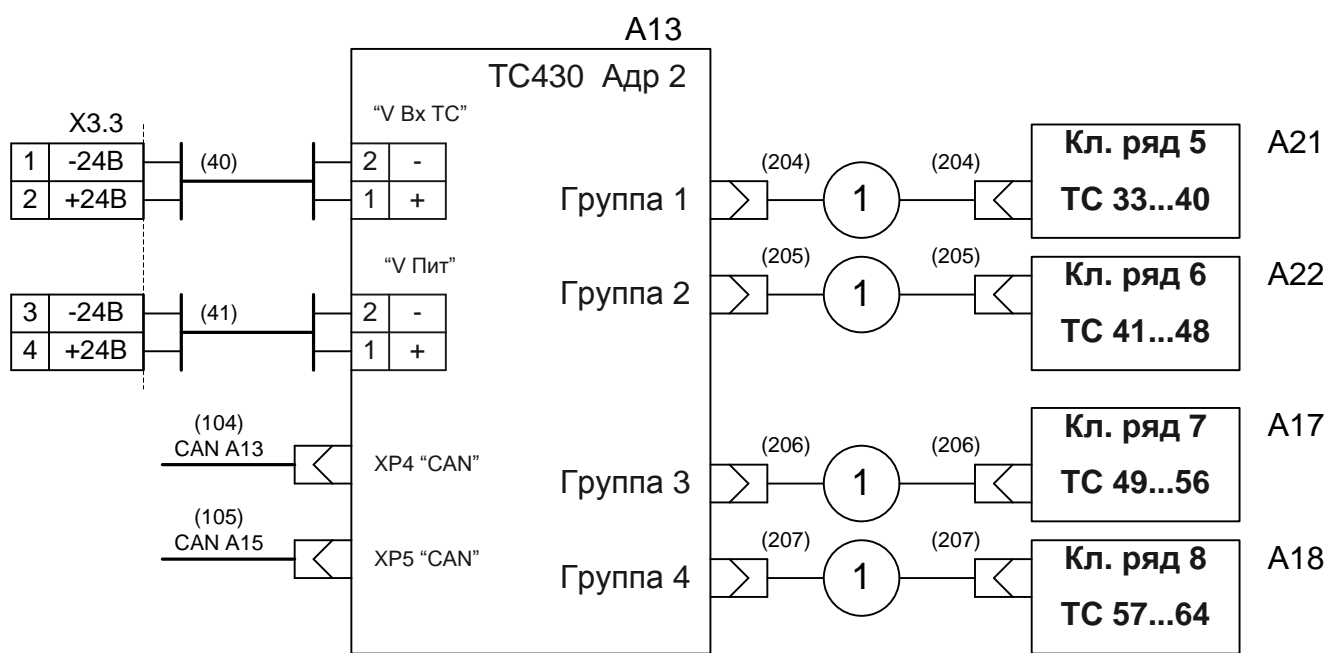 A13
ТС430 Адр 2
“V Вх ТС”
X3.3
1 -24В (40) 2 -
2 +24В 1 +
“V Пит”
3 -24В (41) 2 -
4 +24В 1 +
(104)
CAN A13
XP4 “CAN”
(105)
CAN A15
XP5 “CAN”
Группа 1 (204) 1 (204)
Кл. ряд 5 A21
ТС 33...40
Группа 2 (205) 1 (205)
Кл. ряд 6 A22
ТС 41...48
Группа 3 (206) 1 (206)
Кл. ряд 7 A17
ТС 49...56
Группа 4 (207) 1 (207)
Кл. ряд 8 A18
ТС 57...64